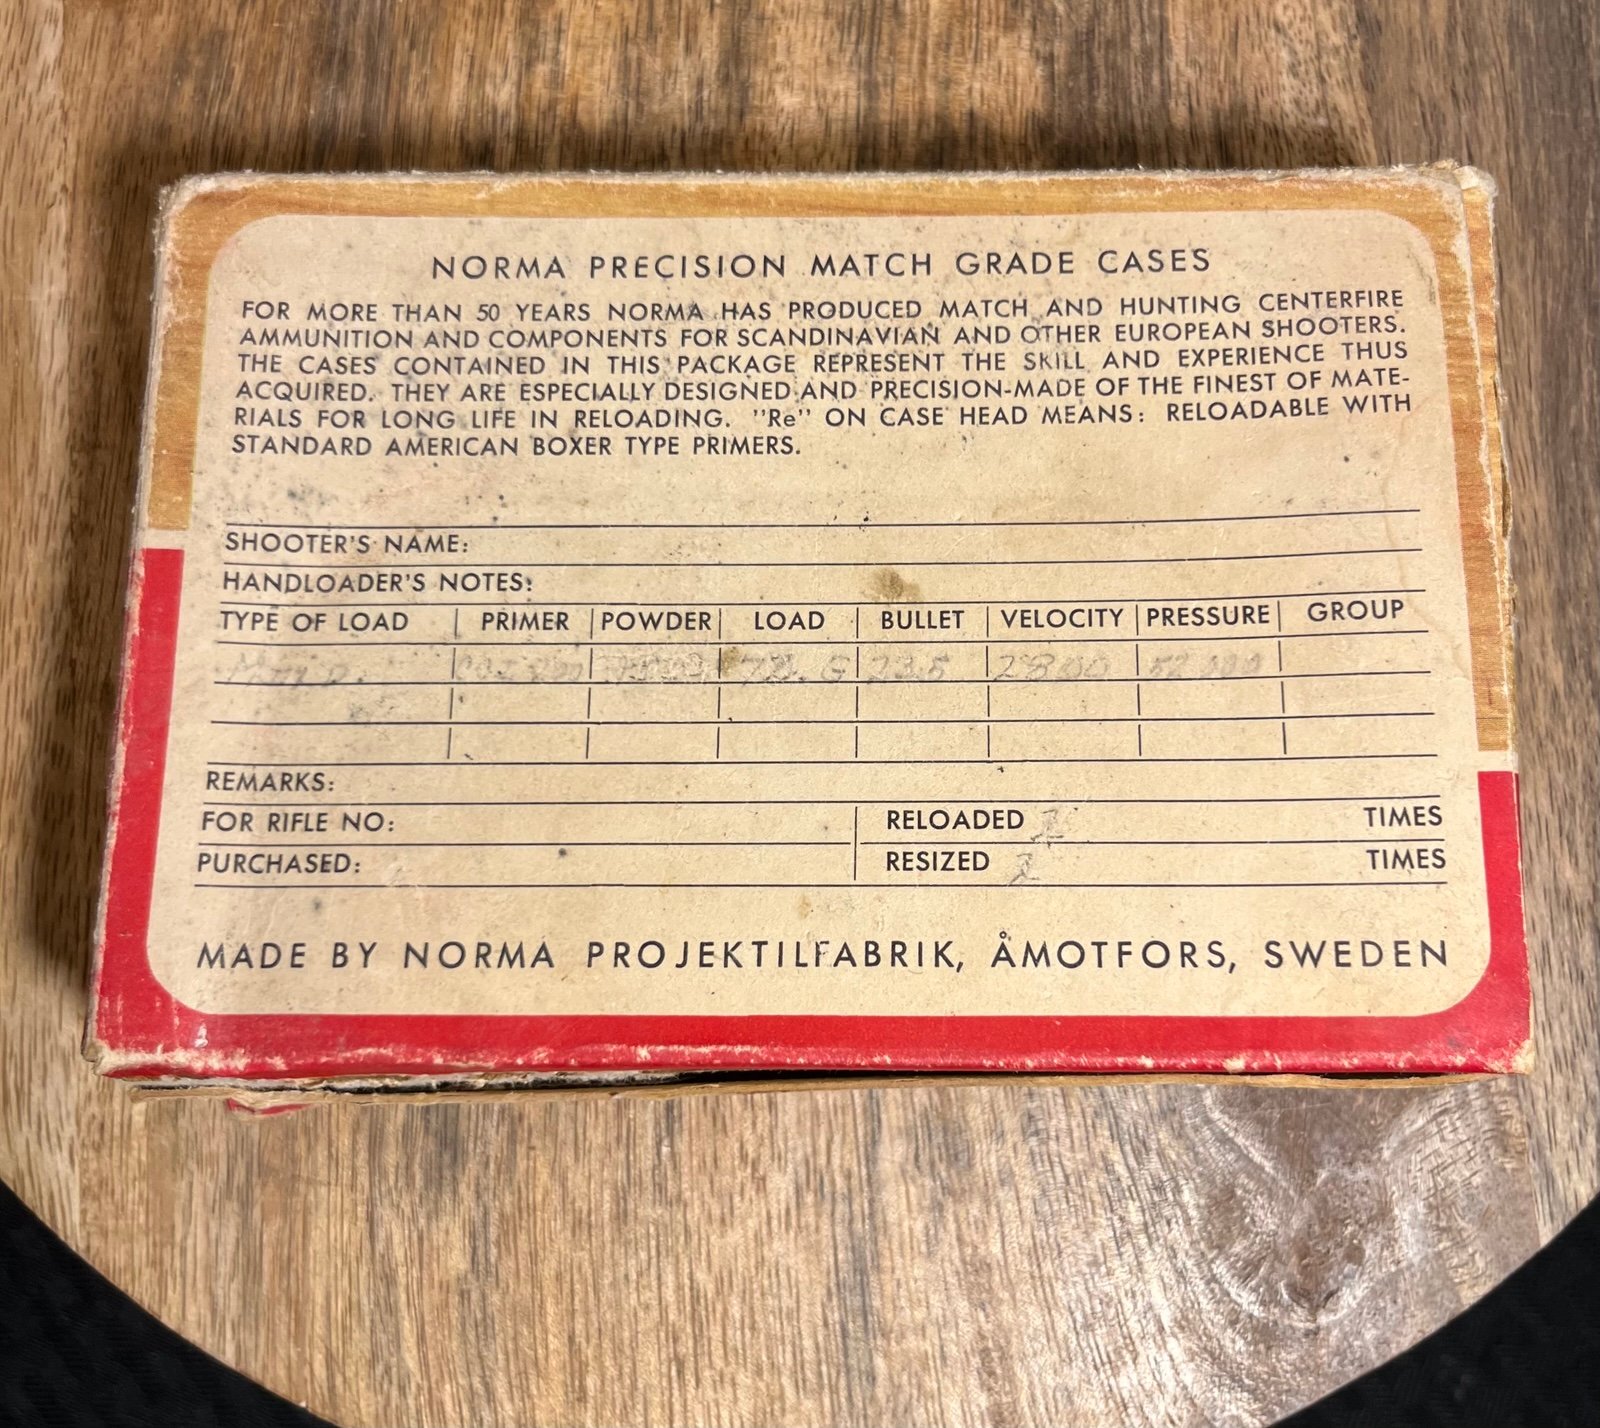 NORMA PRECISION MATCH GRADE CASES
FOR MORE THAN 50 YEARS NORMA HAS PRODUCED MATCH AND HUNTING CENTERFIRE
AMMUNITION AND COMPONENTS FOR SCANDINAVIAN AND OTHER EUROPEAN SHOOTERS.
THE CASES CONTAINED IN THIS PACKAGE REPRESENT THE SKILL AND EXPERIENCE THUS
ACQUIRED. THEY ARE ESPECIALLY DESIGNED AND PRECISION-MADE OF THE FINEST OF MATE-
RIALS FOR LONG LIFE IN RELOADING. "Re" ON CASE HEAD MEANS: RELOADABLE WITH
STANDARD AMERICAN BOXER TYPE PRIMERS.
SHOOTER'S NAME:
HANDLOADER'S NOTES:
TYPE OF LOAD PRIMER POWDER LOAD BULLET VELOCITY PRESSURE GROUP
2800
REMARKS:
FOR RIFLE NO: RELOADED TIMES
PURCHASED: RESIZED TIMES
MADE BY NORMA PROJEKTILFABRIK, ÅMOTFORS, SWEDEN